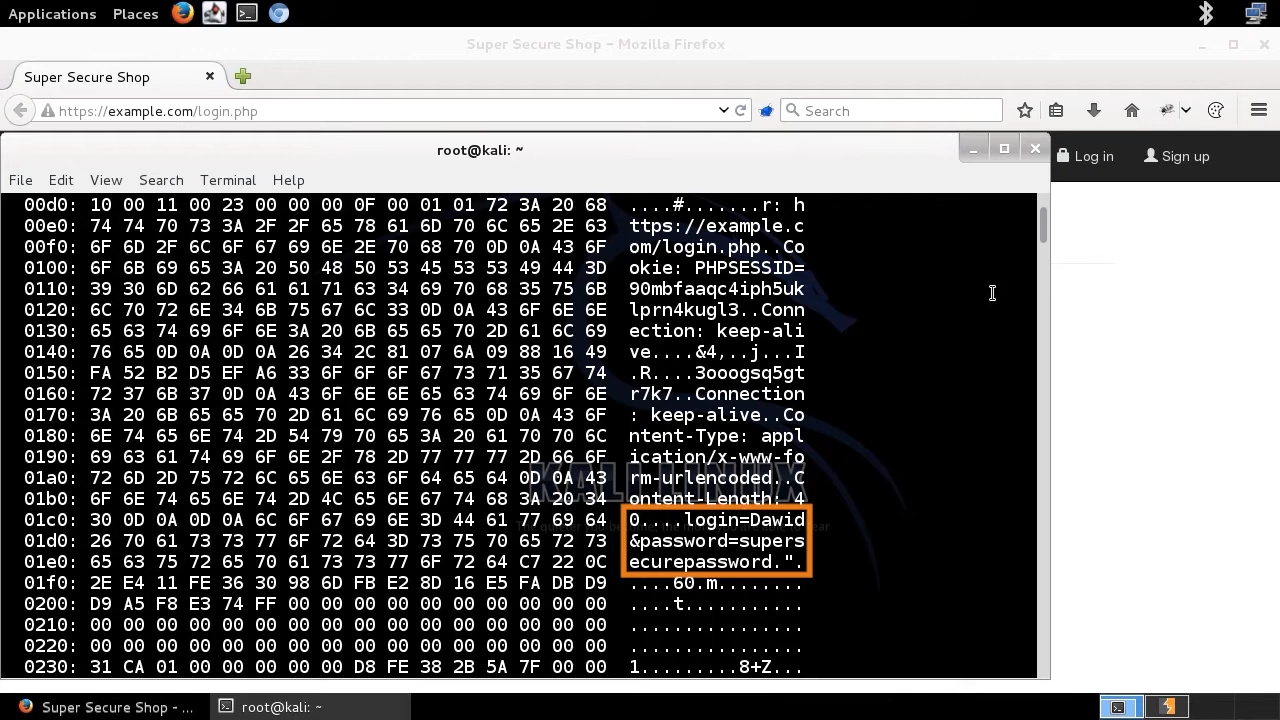 Applications Places
Super Secure Shop - Mozilla Firefox
Super Secure Shop
https://example.com/login.php
Search
Log in Sign up
root@kali: ~
File Edit View Search Terminal Help
00d0: 10 00 11 00 23 00 00 00 0F 00 01 01 72 3A 20 68 ....#.......r: h
00e0: 74 74 70 73 3A 2F 2F 65 78 61 6D 70 6C 65 2E 63 ttps://example.c
00f0: 6F 6D 2F 6C 6F 67 69 6E 2E 70 68 70 0D 0A 43 6F om/login.php..Co
0100: 6F 6B 69 65 3A 20 50 48 50 53 45 53 53 49 44 3D okie: PHPSESSID=
0110: 39 30 6D 62 66 61 61 71 63 34 69 70 68 35 75 6B 90mbfaaqc4iph5uk
0120: 6C 70 72 6E 34 6B 75 67 6C 33 0D 0A 43 6F 6E 6E lprn4kugl3..Conn
0130: 65 63 74 69 6F 6E 3A 20 6B 65 65 70 2D 61 6C 69 ection: keep-ali
0140: 76 65 0D 0A 0D 0A 26 34 2C 81 07 6A 09 88 16 49 ve....&4,..j...I
0150: FA 52 B2 D5 EF A6 33 6F 6F 6F 67 73 71 35 67 74 .R....3ooogsq5gt
0160: 72 37 6B 37 0D 0A 43 6F 6E 6E 65 63 74 69 6F 6E r7k7..Connection
0170: 3A 20 6B 65 65 70 2D 61 6C 69 76 65 0D 0A 43 6F : keep-alive..Co
0180: 6E 74 65 6E 74 2D 54 79 70 65 3A 20 61 70 70 6C ntent-Type: appl
0190: 69 63 61 74 69 6F 6E 2F 78 2D 77 77 77 2D 66 6F ication/x-www-fo
01a0: 72 6D 2D 75 72 6C 65 6E 63 6F 64 65 64 0D 0A 43 rm-urlencoded..C
01b0: 6F 6E 74 65 6E 74 2D 4C 65 6E 67 74 68 3A 20 34 ontent-Length: 4
01c0: 30 0D 0A 0D 0A 6C 6F 67 69 6E 3D 44 61 77 69 64 0....login=Dawid
01d0: 26 70 61 73 73 77 6F 72 64 3D 73 75 70 65 72 73 &password=supers
01e0: 65 63 75 72 65 70 61 73 73 77 6F 72 64 C7 22 0C ecurepassword.".
01f0: 2E E4 11 FE 36 30 98 6D FB E2 8D 16 E5 FA DB D9 ....60.m........
0200: D9 A5 F8 E3 74 FF 00 00 00 00 00 00 00 00 00 00 ....t...........
0210: 00 00 00 00 00 00 00 00 00 00 00 00 00 00 00 00 ................
0220: 00 00 00 00 00 00 00 00 00 00 00 00 00 00 00 00 ................
0230: 31 CA 01 00 00 00 00 00 D8 FE 38 2B 5A 7F 00 00 1.........8+Z...
KALI LINUX
Super Secure Shop - ... root@kali: ~